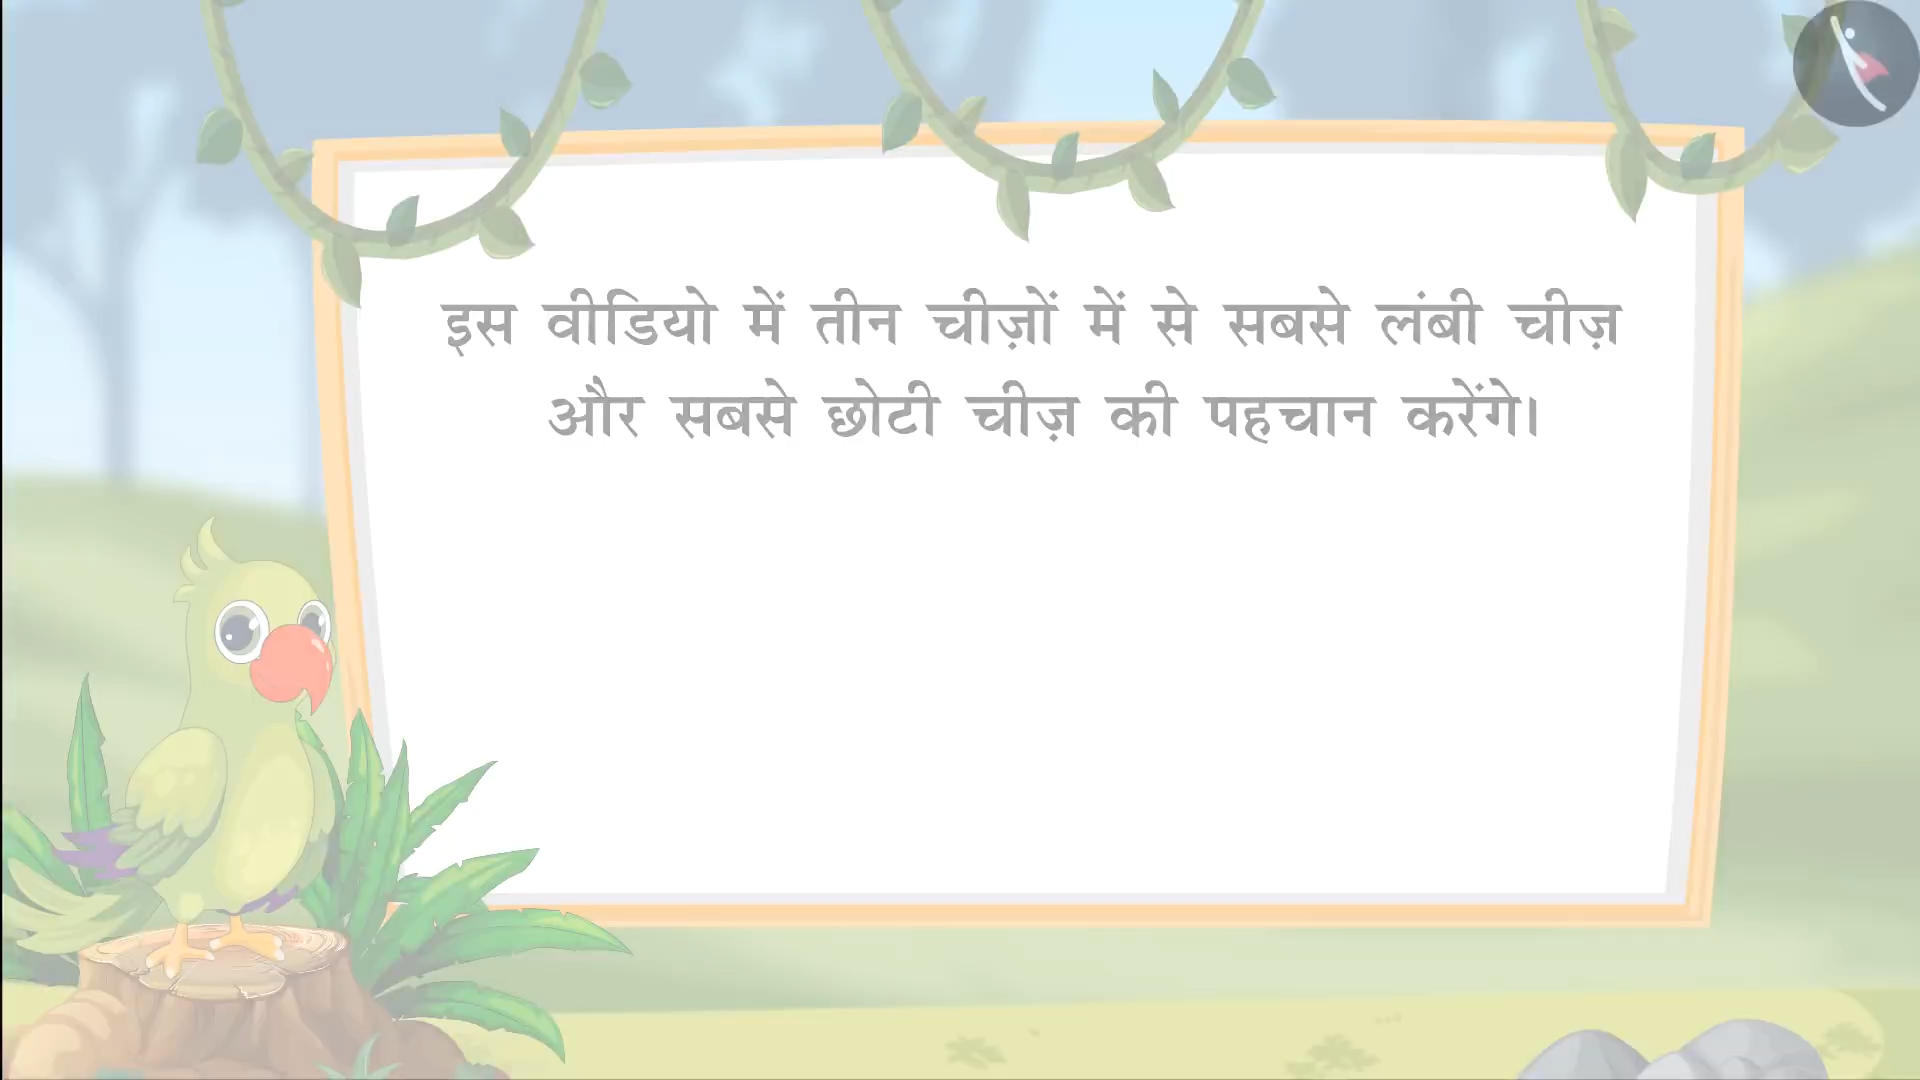 इस वीडियो में तीन चीज़ों में से सबसे लंबी चीज़
और सबसे छोटी चीज़ की पहचान करेंगे।